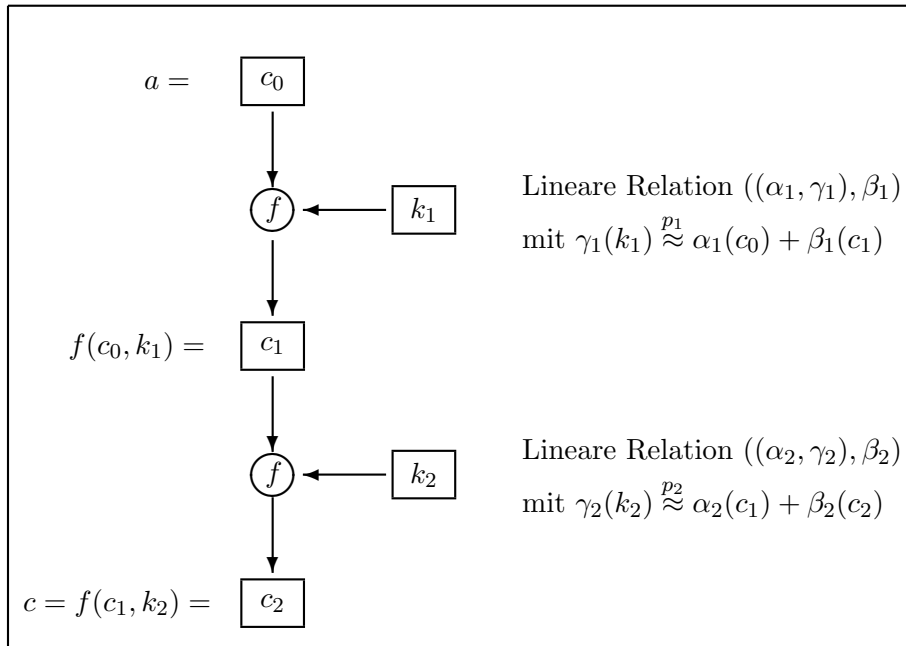 a = c₀
f k₁ Lineare Relation ((α₁, γ₁), β₁)
mit γ₁(k₁) ≈^{p₁} α₁(c₀) + β₁(c₁)
f(c₀, k₁) = c₁
f k₂ Lineare Relation ((α₂, γ₂), β₂)
mit γ₂(k₂) ≈^{p₂} α₂(c₁) + β₂(c₂)
c = f(c₁, k₂) = c₂